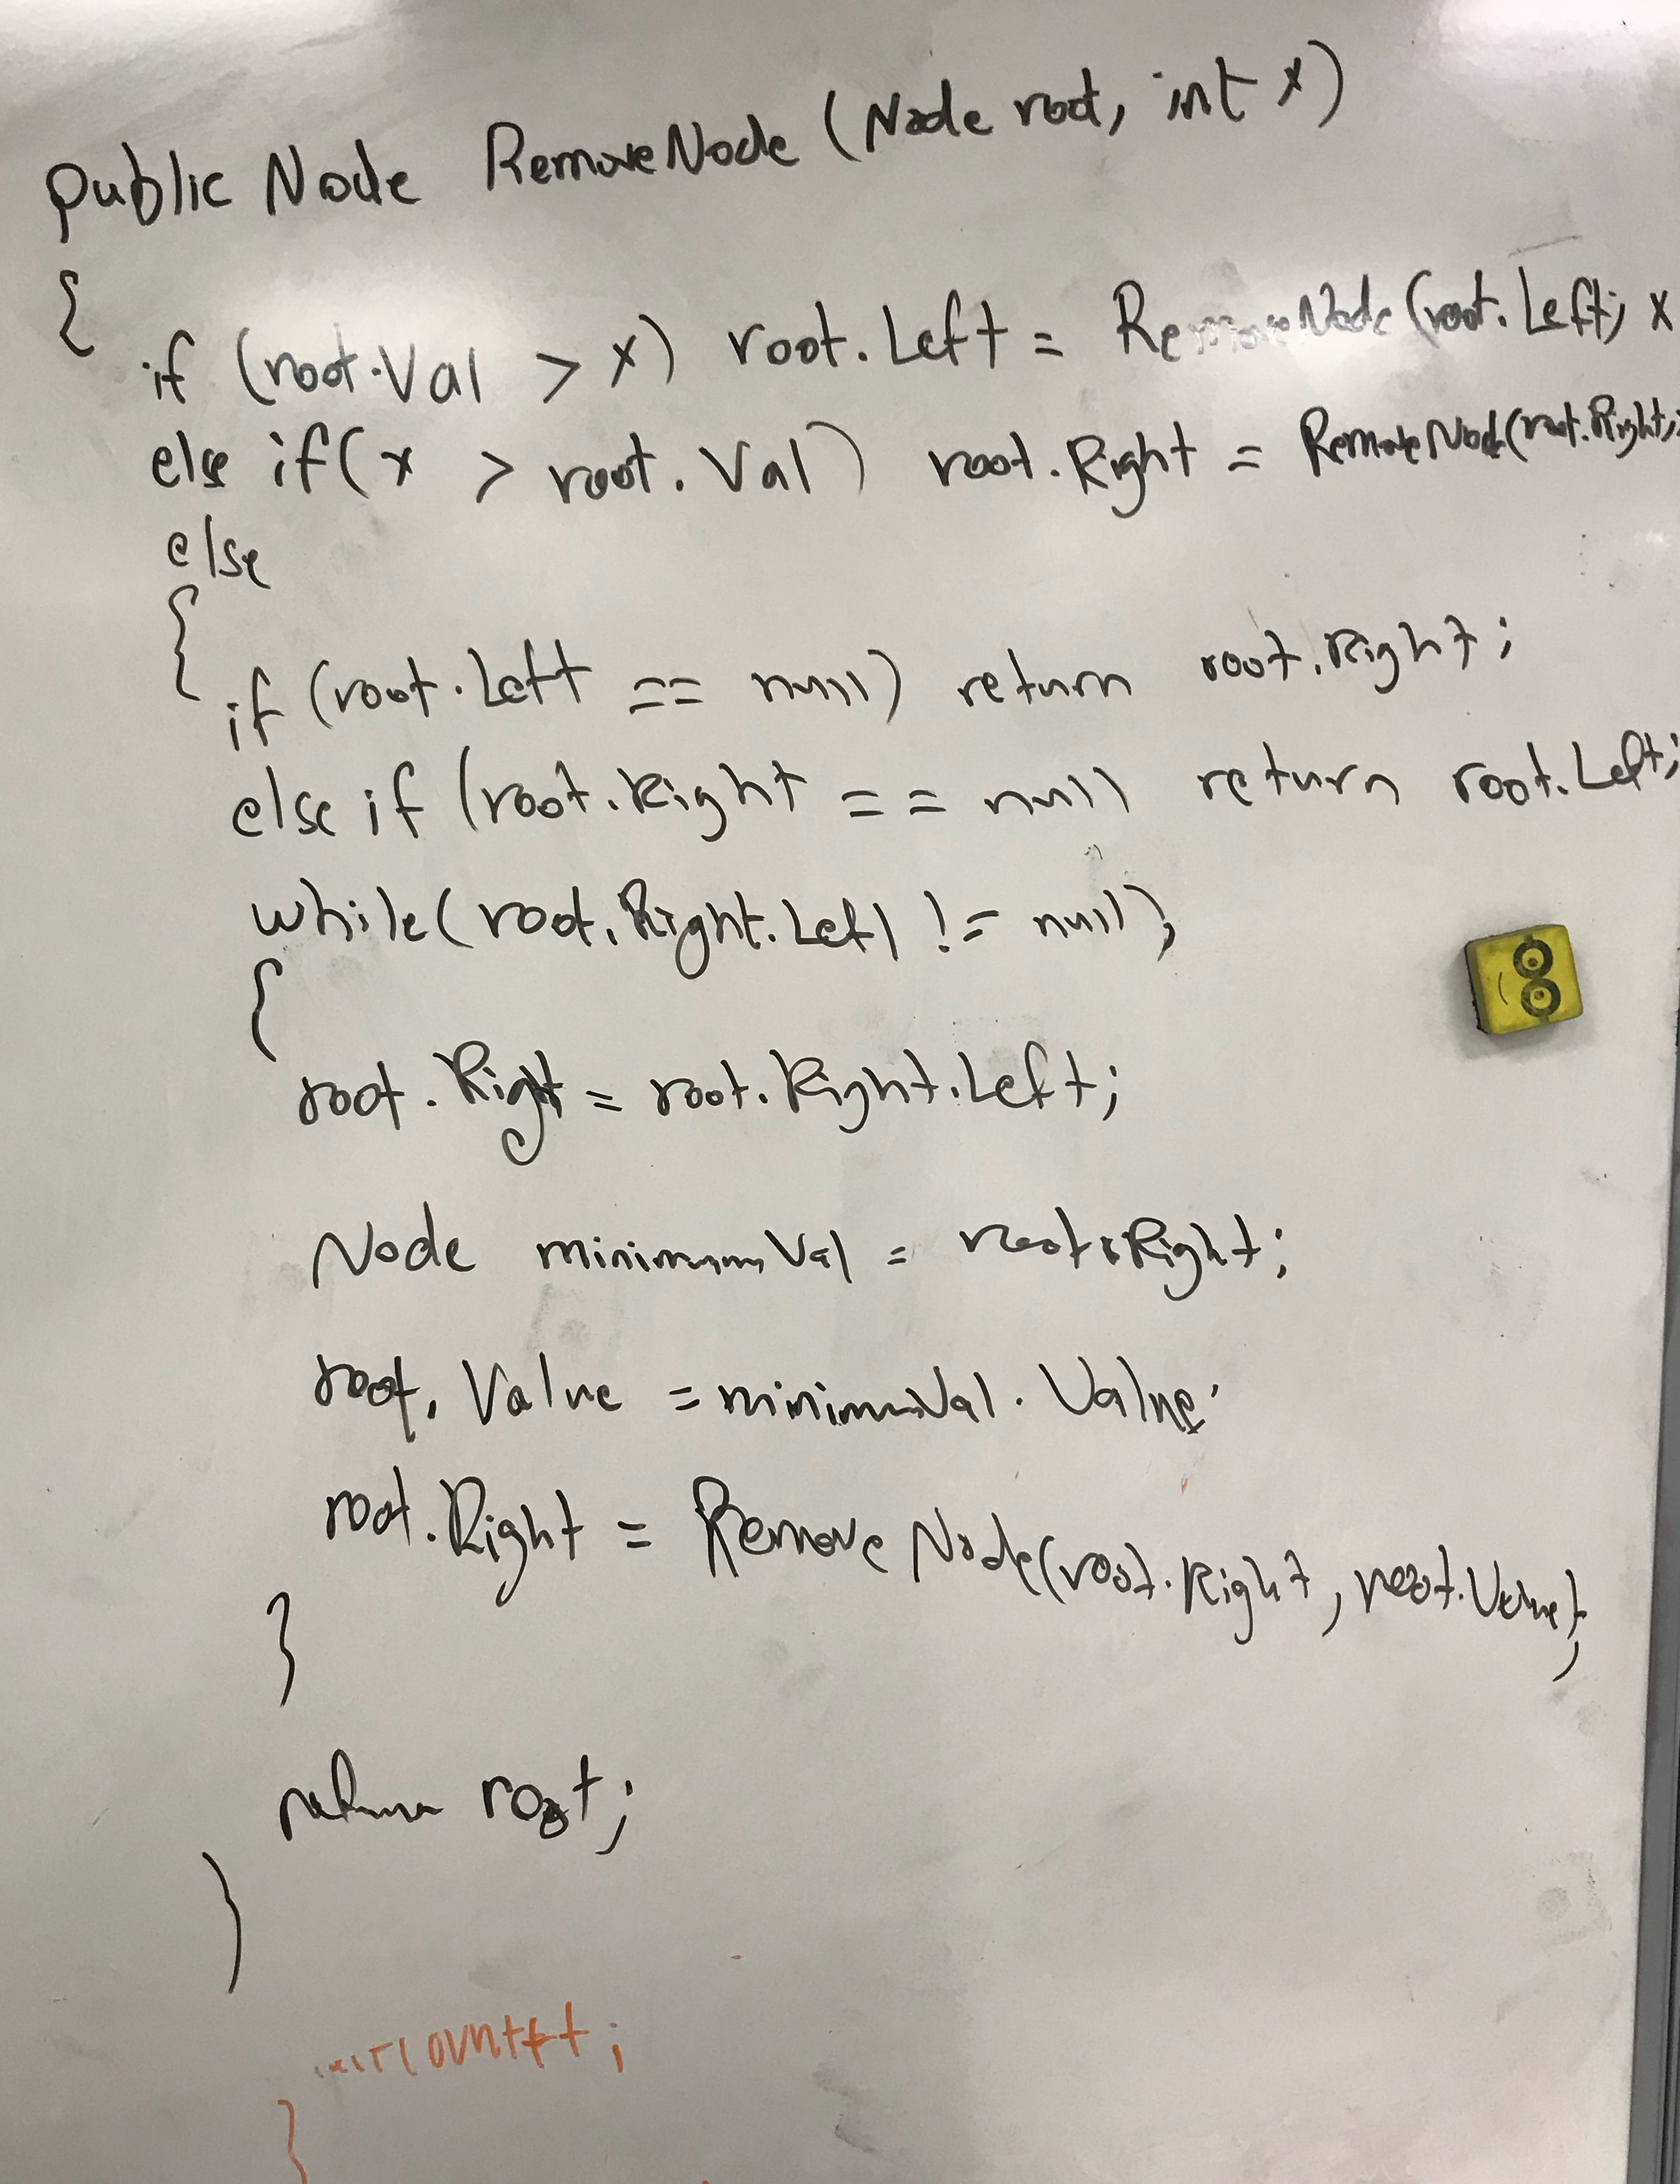 public Node RemoveNode (Node root, int x)
{
if (root.Val > x) root.Left = RemoveNode (root.Left, x
else if (x > root.Val) root.Right = RemoveNode(root.Right,
else
{
if (root.Left == null) return root.Right;
else if (root.Right == null return root.Left;
while (root.Right.Left != null);
{
root.Right = root.Right.Left;
Node minimumVal = root.Right;
root.Value = minimumVal.Value;
root.Right = RemoveNode(root.Right, root.Value);
}
return root;
}
count++;
}